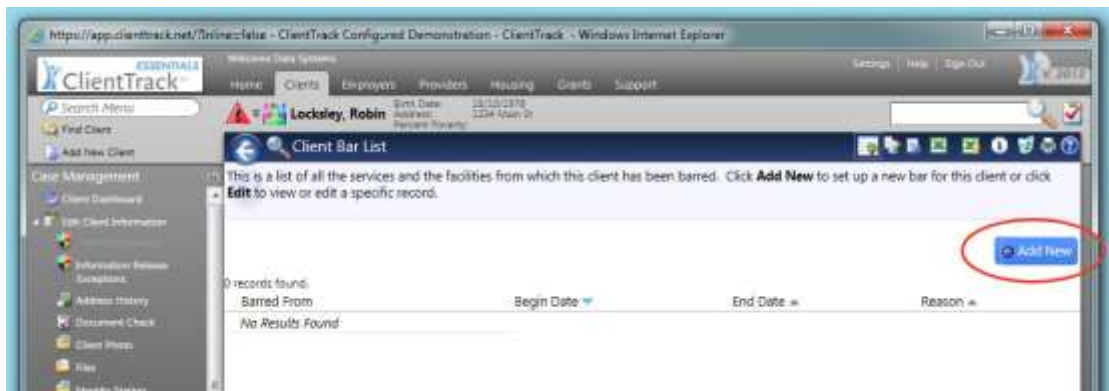 https://app.clienttrack.net/?inline=false - ClientTrack Configured Demonstration - ClientTrack - Windows Internet Explorer
ESSENTIALS
ClientTrack
Welcome Data Systems
Settings | Help | Sign Out
v. 2012
Home Clients Employers Providers Housing Grants Support
Search Menu
Find Client
Add New Client
Locksley, Robin
Birth Date:
Address: 1234 Main St
Percent Poverty:
Client Bar List
Case Management
This is a list of all the services and the facilities from which this client has been barred. Click Add New to set up a new bar for this client or click
Edit to view or edit a specific record.
Client Dashboard
Edit Client Information
Information Release
Exceptions
Address History
Document Check
Client Photo
Files
Add New
0 records found.
Barred From Begin Date End Date Reason
No Results Found